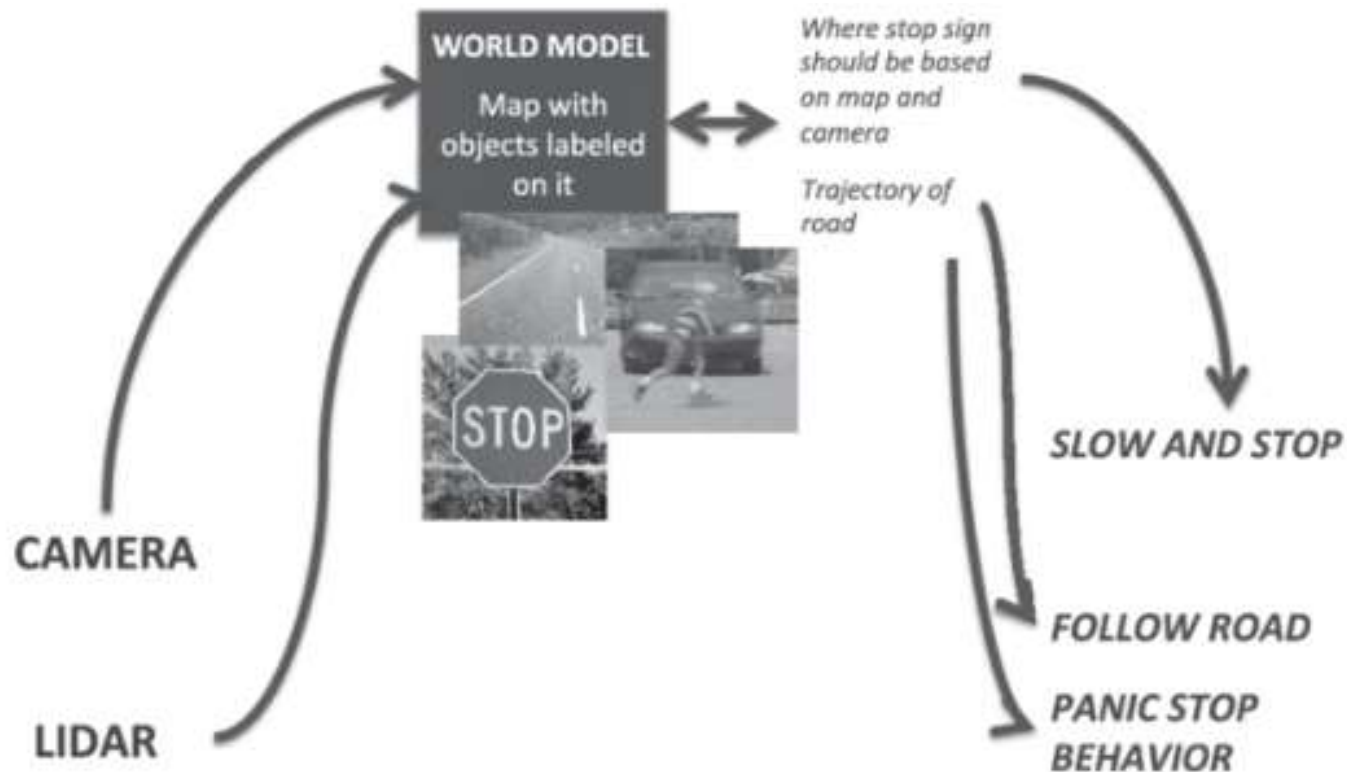 WORLD MODEL
Map with
objects labeled
on it
Where stop sign
should be based
on map and
camera
Trajectory of
road
STOP
SLOW AND STOP
CAMERA
FOLLOW ROAD
LIDAR
PANIC STOP
BEHAVIOR